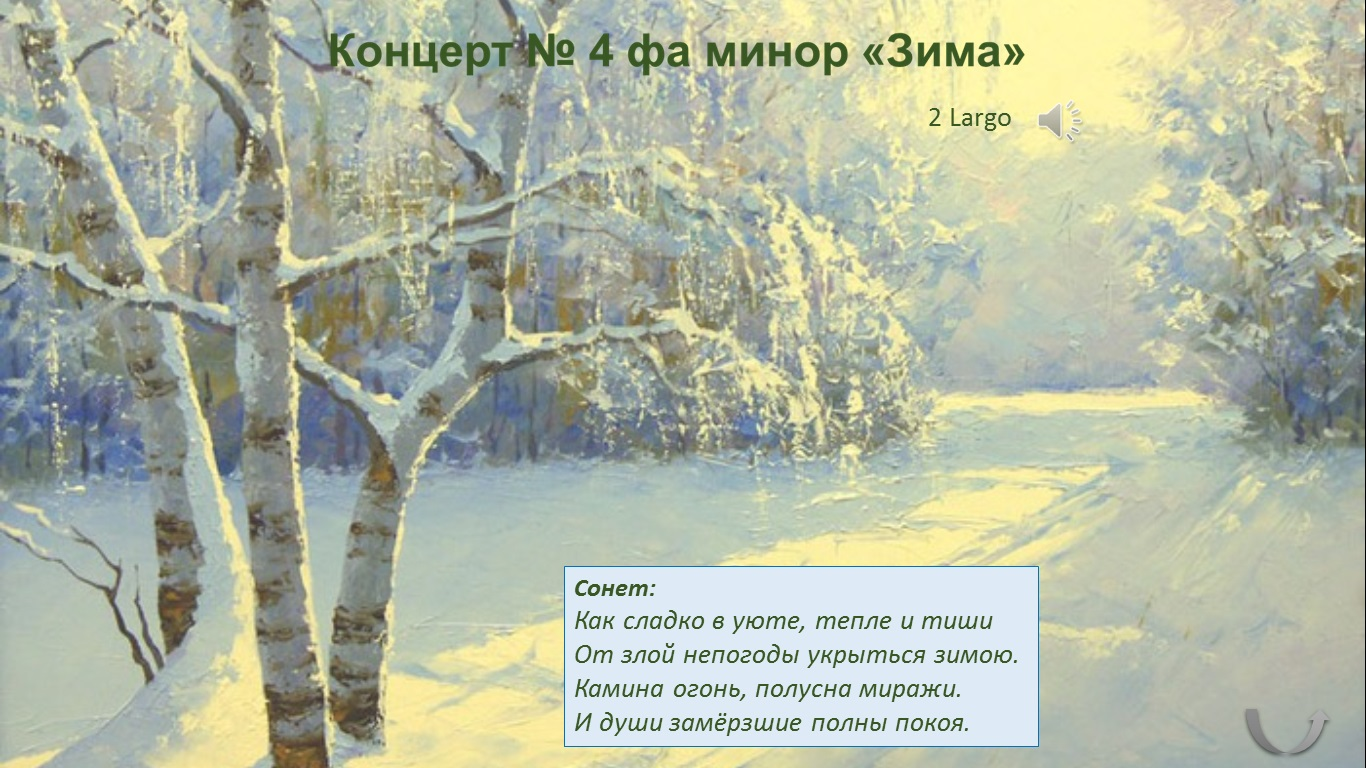 Концерт № 4 фа минор «Зима»
2 Largo
Сонет:
Как сладко в уюте, тепле и тиши
От злой непогоды укрыться зимою.
Камина огонь, полусна миражи.
И души замёрзшие полны покоя.